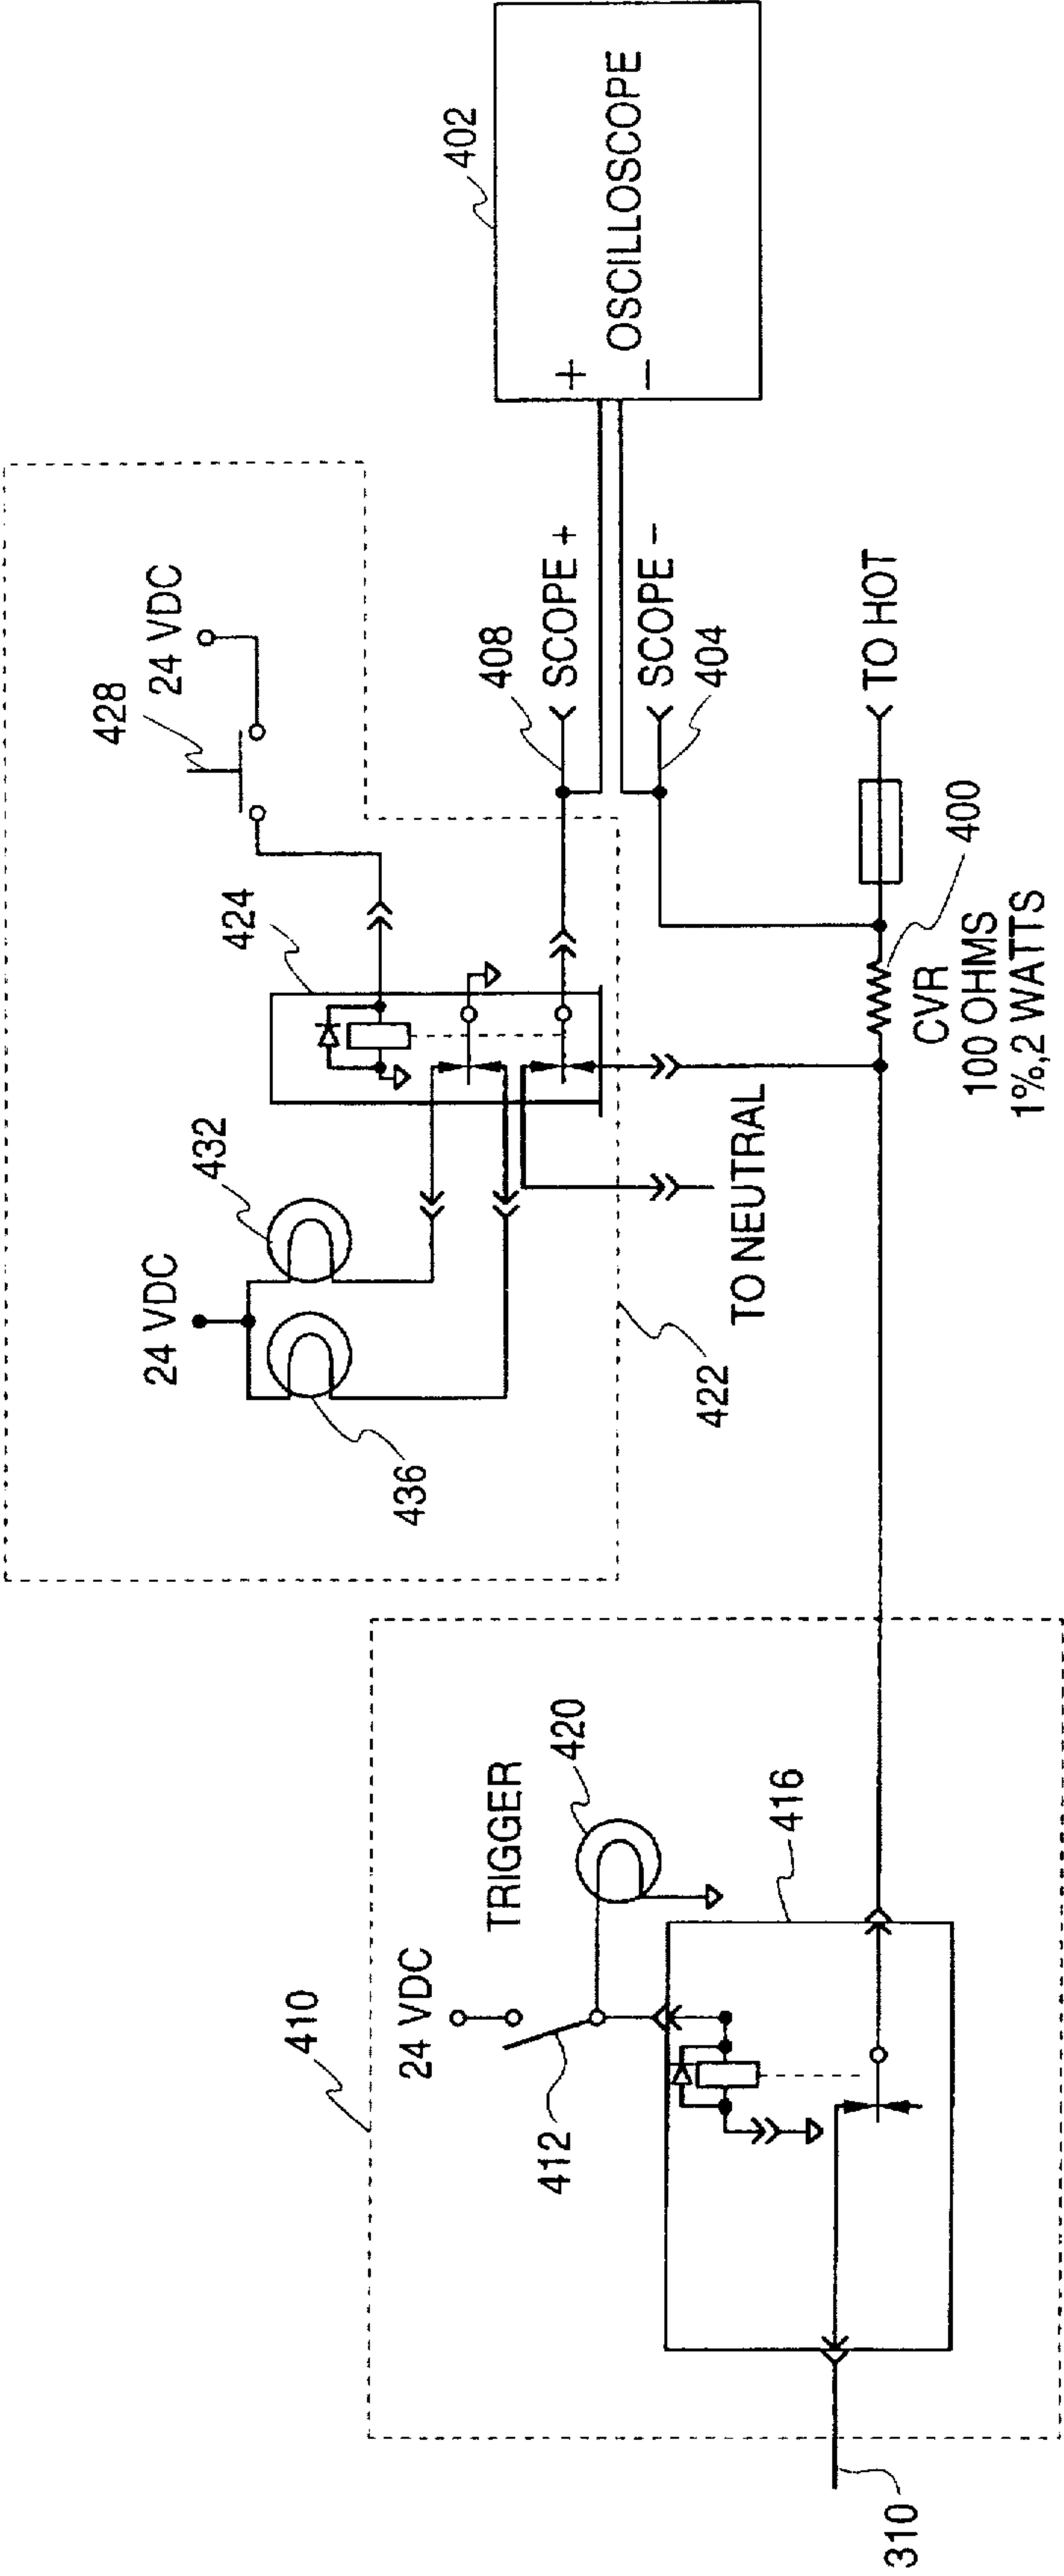 402
OSCILLOSCOPE
+
−
428
24 VDC
424
408
SCOPE +
SCOPE −
404
TO HOT
400
CVR
100 OHMS
1%,2 WATTS
432
24 VDC
436
TO NEUTRAL
422
410
24 VDC
TRIGGER
420
412
416
310